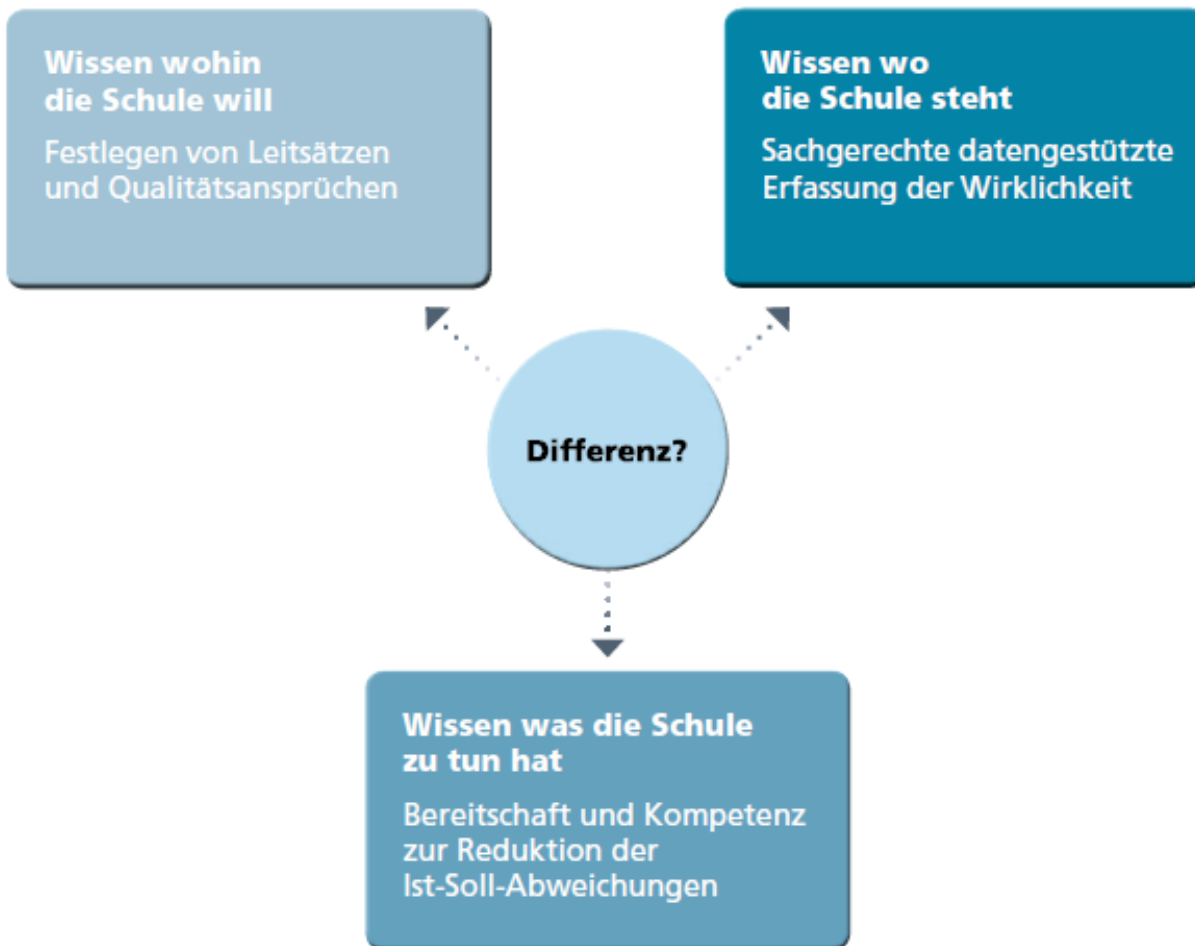 Wissen wohin
die Schule will
Festlegen von Leitsätzen
und Qualitätsansprüchen
Wissen wo
die Schule steht
Sachgerechte datengestützte
Erfassung der Wirklichkeit
Differenz?
Wissen was die Schule
zu tun hat
Bereitschaft und Kompetenz
zur Reduktion der
Ist-Soll-Abweichungen